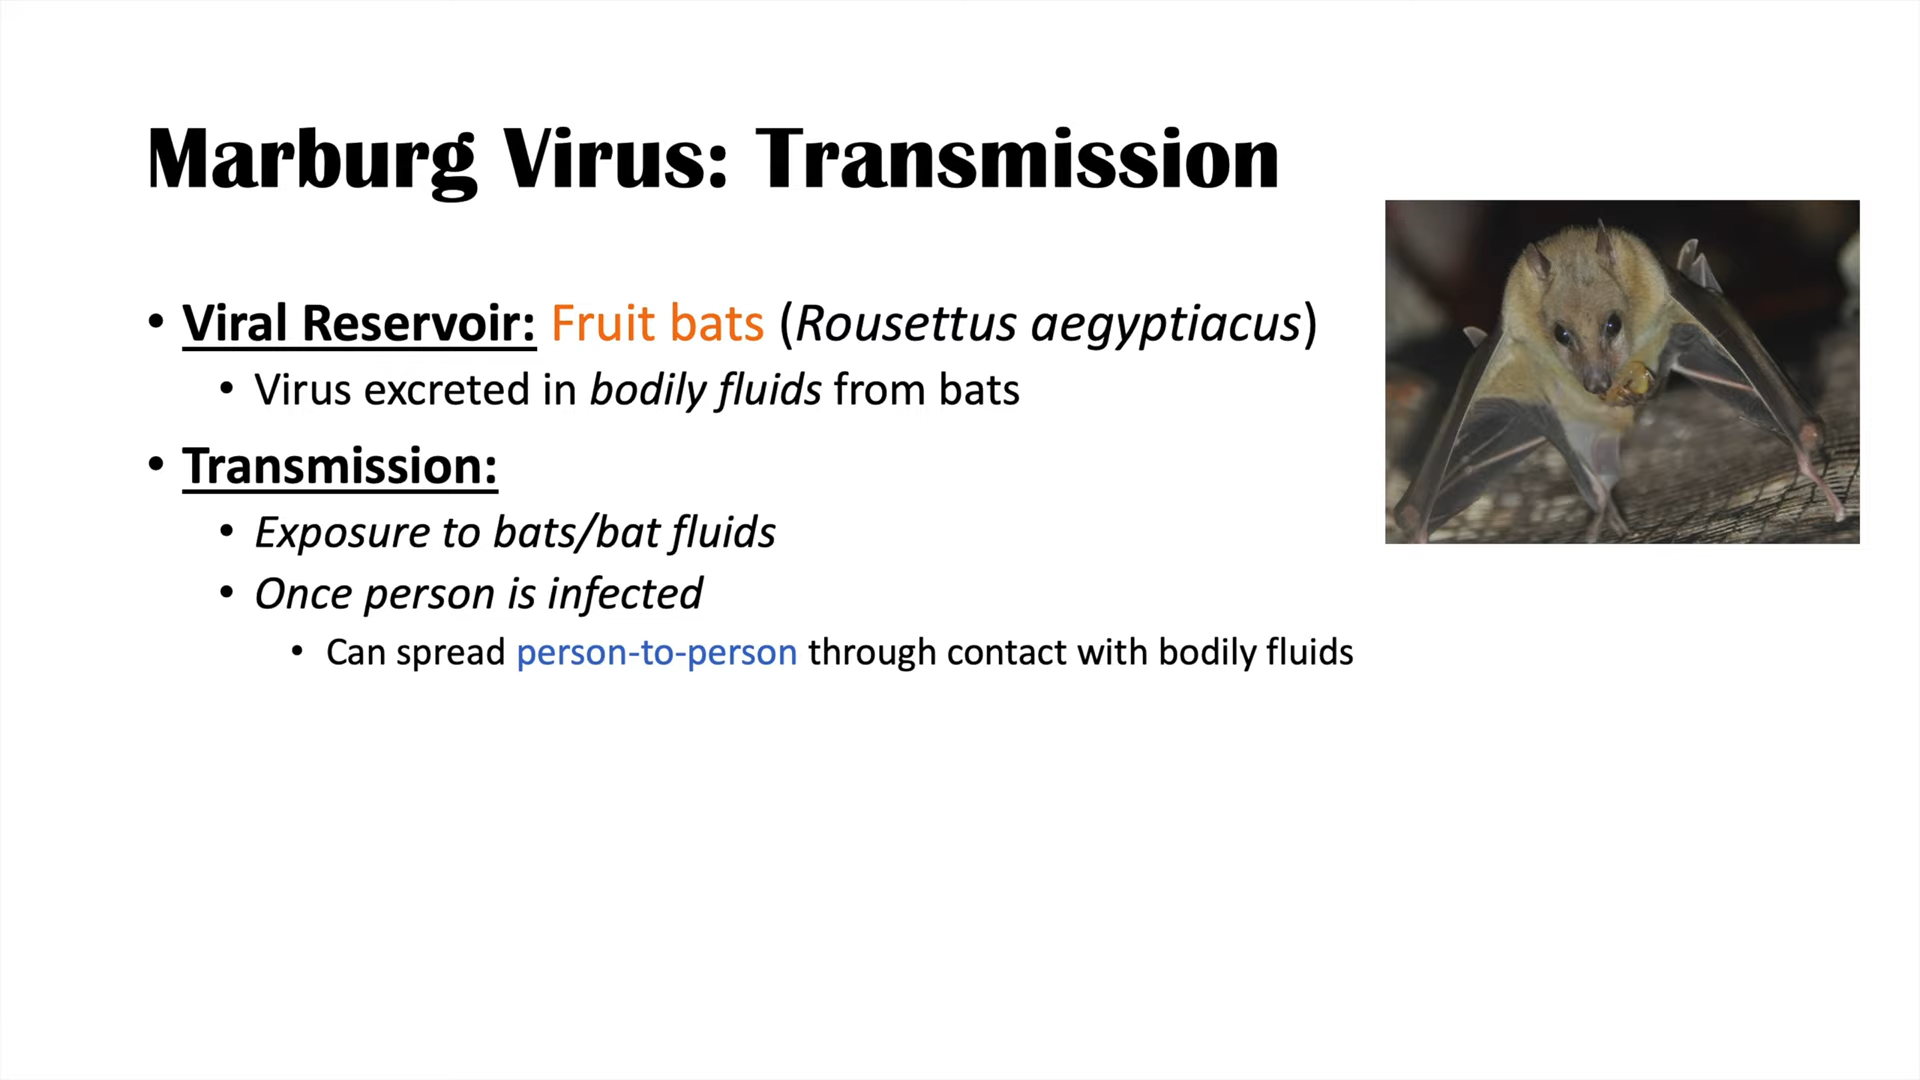 Marburg Virus: Transmission
• Viral Reservoir: Fruit bats (Rousettus aegyptiacus)
• Virus excreted in bodily fluids from bats
• Transmission:
• Exposure to bats/bat fluids
• Once person is infected
• Can spread person-to-person through contact with bodily fluids